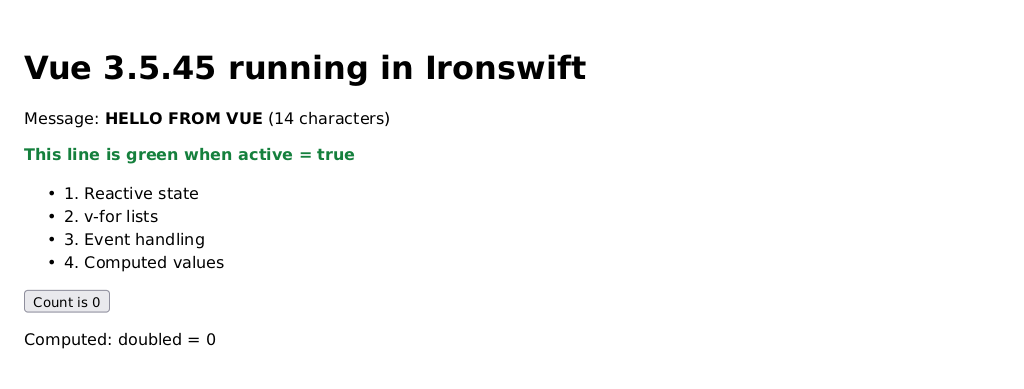 Vue 3.5.45 running in Ironswift
Message: HELLO FROM VUE (14 characters)
This line is green when active = true
• 1. Reactive state
• 2. v-for lists
• 3. Event handling
• 4. Computed values
Count is 0
Computed: doubled = 0